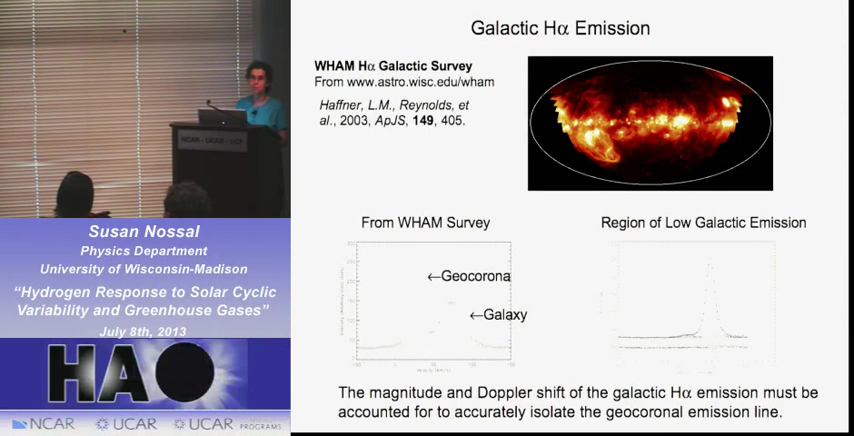 Galactic Hα Emission
WHAM Hα Galactic Survey
From www.astro.wisc.edu/wham
Haffner, L.M., Reynolds, et
al., 2003, ApJS, 149, 405.
From WHAM Survey
Region of Low Galactic Emission
←Geocorona
←Galaxy
The magnitude and Doppler shift of the galactic Hα emission must be
accounted for to accurately isolate the geocoronal emission line.
NCAR - UCAR - UCP
Susan Nossal
Physics Department
University of Wisconsin-Madison
“Hydrogen Response to Solar Cyclic
Variability and Greenhouse Gases”
July 8th, 2013
HAO
NCAR
UCAR
UCAR
PROGRAMS